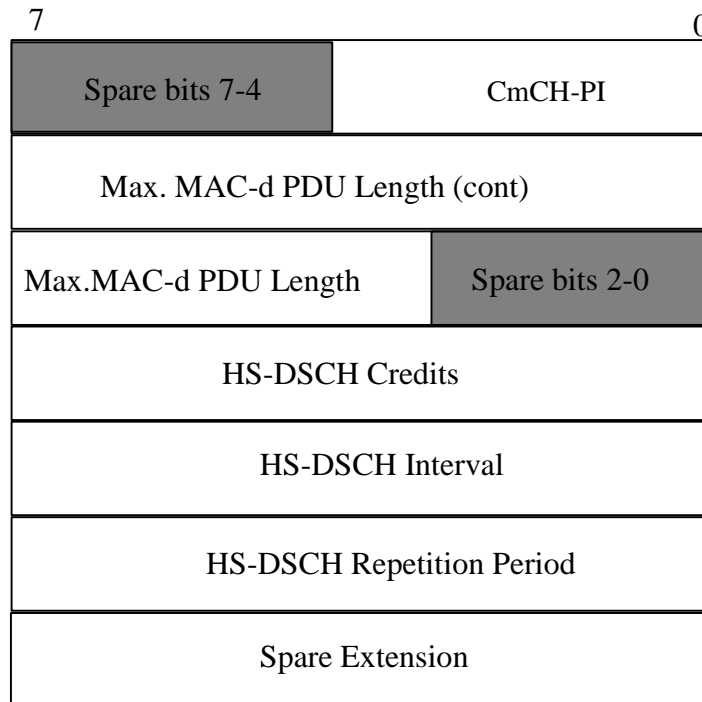 7 0
Spare bits 7-4 CmCH-PI
Max. MAC-d PDU Length (cont)
Max.MAC-d PDU Length Spare bits 2-0
HS-DSCH Credits
HS-DSCH Interval
HS-DSCH Repetition Period
Spare Extension